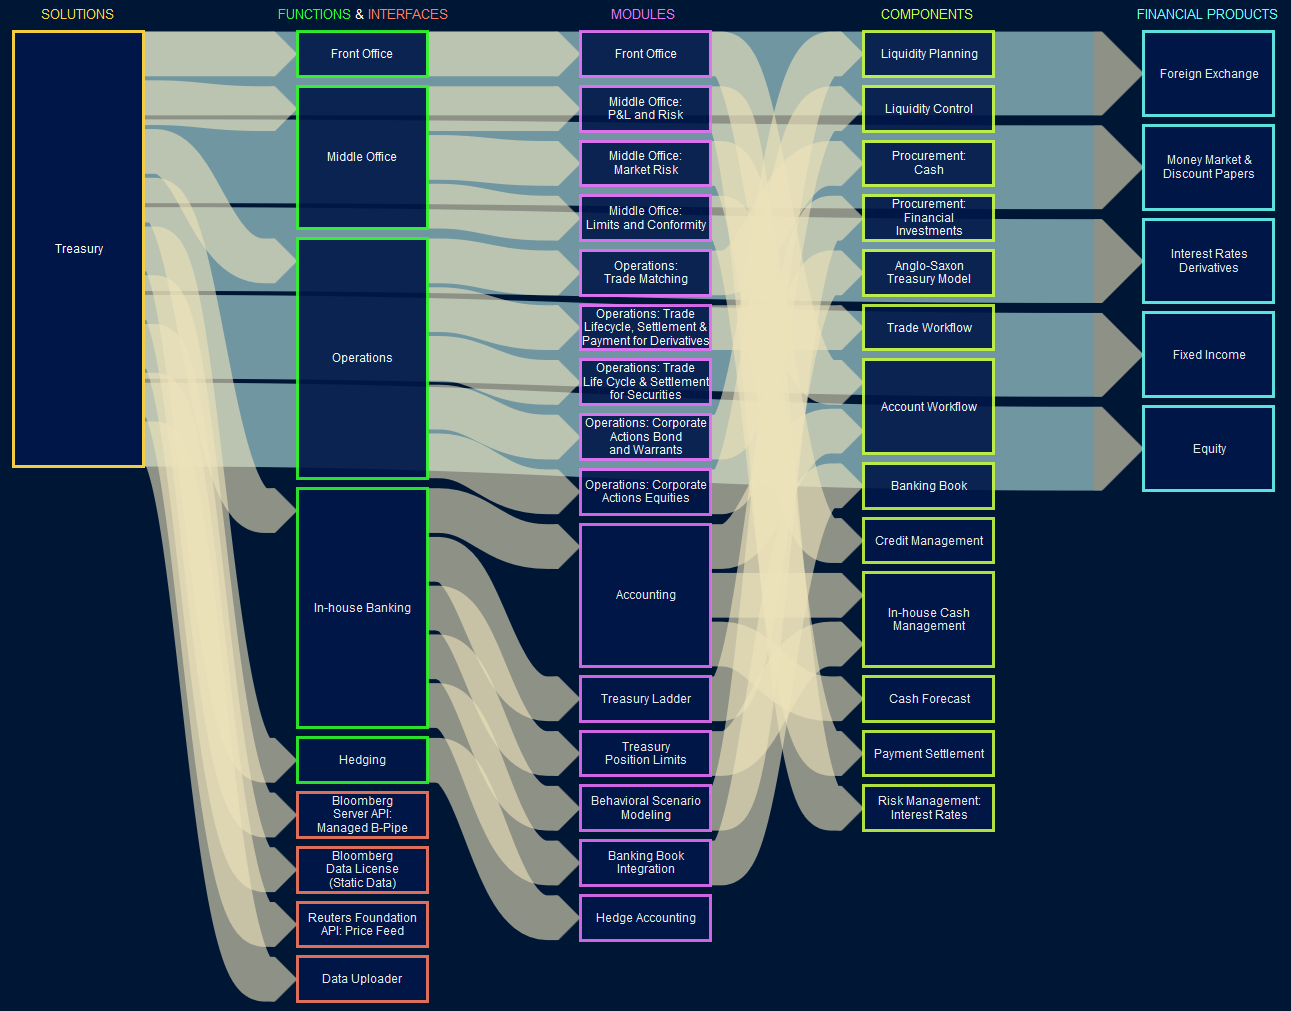 SOLUTIONS
FUNCTIONS & INTERFACES
MODULES
COMPONENTS
FINANCIAL PRODUCTS
Treasury
Front Office
Middle Office
Operations
In-house Banking
Hedging
Bloomberg
Server API:
Managed B-Pipe
Bloomberg
Data License
(Static Data)
Reuters Foundation
API: Price Feed
Data Uploader
Front Office
Middle Office:
P&L and Risk
Middle Office:
Market Risk
Middle Office:
Limits and Conformity
Operations:
Trade Matching
Operations: Trade
Lifecycle, Settlement &
Payment for Derivatives
Operations: Trade
Life Cycle & Settlement
for Securities
Operations: Corporate
Actions Bond
and Warrants
Operations: Corporate
Actions Equities
Accounting
Treasury Ladder
Treasury
Position Limits
Behavioral Scenario
Modeling
Banking Book
Integration
Hedge Accounting
Liquidity Planning
Liquidity Control
Procurement:
Cash
Procurement:
Financial
Investments
Anglo-Saxon
Treasury Model
Trade Workflow
Account Workflow
Banking Book
Credit Management
In-house Cash
Management
Cash Forecast
Payment Settlement
Risk Management:
Interest Rates
Foreign Exchange
Money Market &
Discount Papers
Interest Rates
Derivatives
Fixed Income
Equity